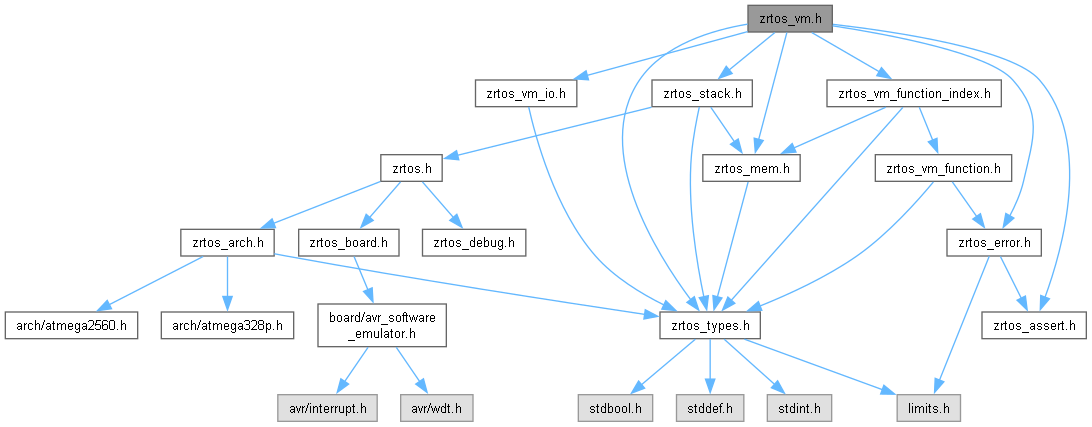 zrtos_vm.h
zrtos_vm_io.h
zrtos_stack.h
zrtos_vm_function_index.h
zrtos.h
zrtos_mem.h
zrtos_vm_function.h
zrtos_arch.h
zrtos_board.h
zrtos_debug.h
zrtos_error.h
arch/atmega2560.h
arch/atmega328p.h
board/avr_software
_emulator.h
zrtos_types.h
zrtos_assert.h
avr/interrupt.h
avr/wdt.h
stdbool.h
stddef.h
stdint.h
limits.h